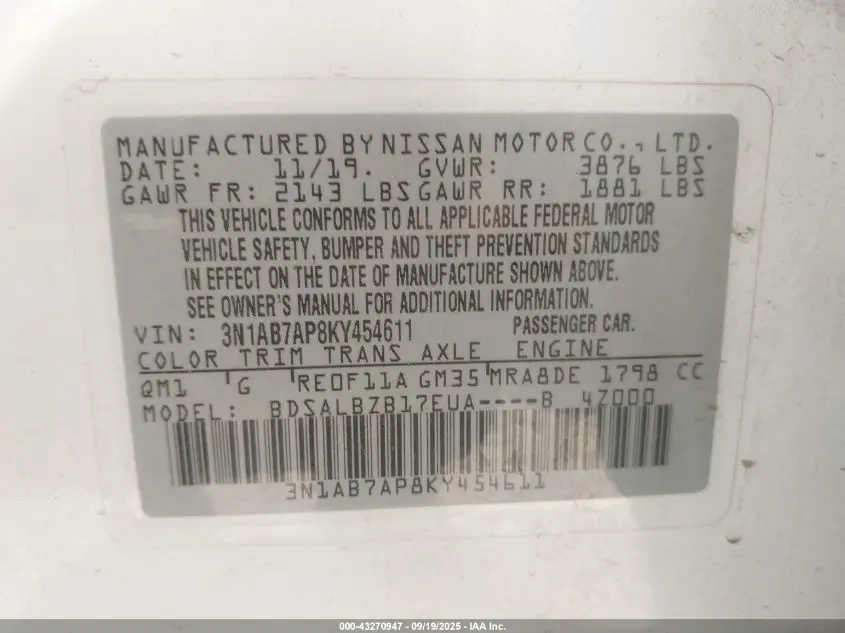 MANUFACTURED BY NISSAN MOTOR CO., LTD.
DATE: 11/19. GVWR: 3876 LBS
GAWR FR: 2143 LBS GAWR RR: 1881 LBS
THIS VEHICLE CONFORMS TO ALL APPLICABLE FEDERAL MOTOR
VEHICLE SAFETY, BUMPER AND THEFT PREVENTION STANDARDS
IN EFFECT ON THE DATE OF MANUFACTURE SHOWN ABOVE.
SEE OWNER'S MANUAL FOR ADDITIONAL INFORMATION.
VIN: 3N1AB7AP8KY454611 PASSENGER CAR.
COLOR TRIM TRANS AXLE ENGINE
QM1 G RE0F11A GM35 MRA8DE 1798 CC
MODEL: BDSALBZB17EUA----B 4Z000
3N1AB7AP8KY454611
000-43270947 - 09/19/2025 - IAA Inc.